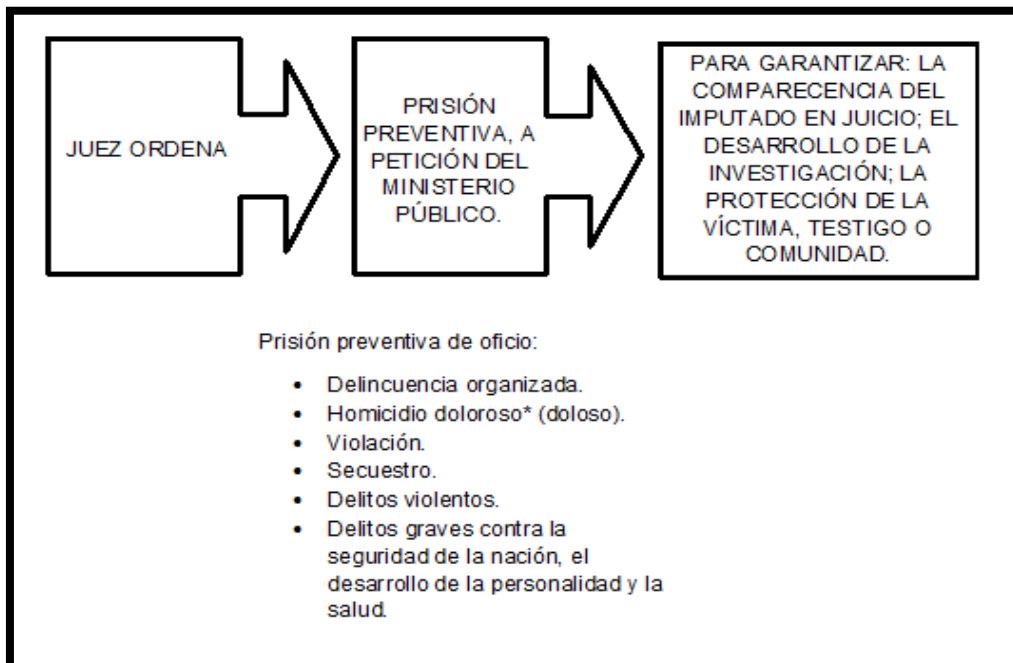 JUEZ ORDENA
PRISIÓN
PREVENTIVA, A
PETICIÓN DEL
MINISTERIO
PÚBLICO.
PARA GARANTIZAR: LA
COMPARECENCIA DEL
IMPUTADO EN JUICIO; EL
DESARROLLO DE LA
INVESTIGACIÓN; LA
PROTECCIÓN DE LA
VÍCTIMA, TESTIGO O
COMUNIDAD.
Prisión preventiva de oficio:
• Delincuencia organizada.
• Homicidio doloroso* (doloso).
• Violación.
• Secuestro.
• Delitos violentos.
• Delitos graves contra la
seguridad de la nación, el
desarrollo de la personalidad y la
salud.